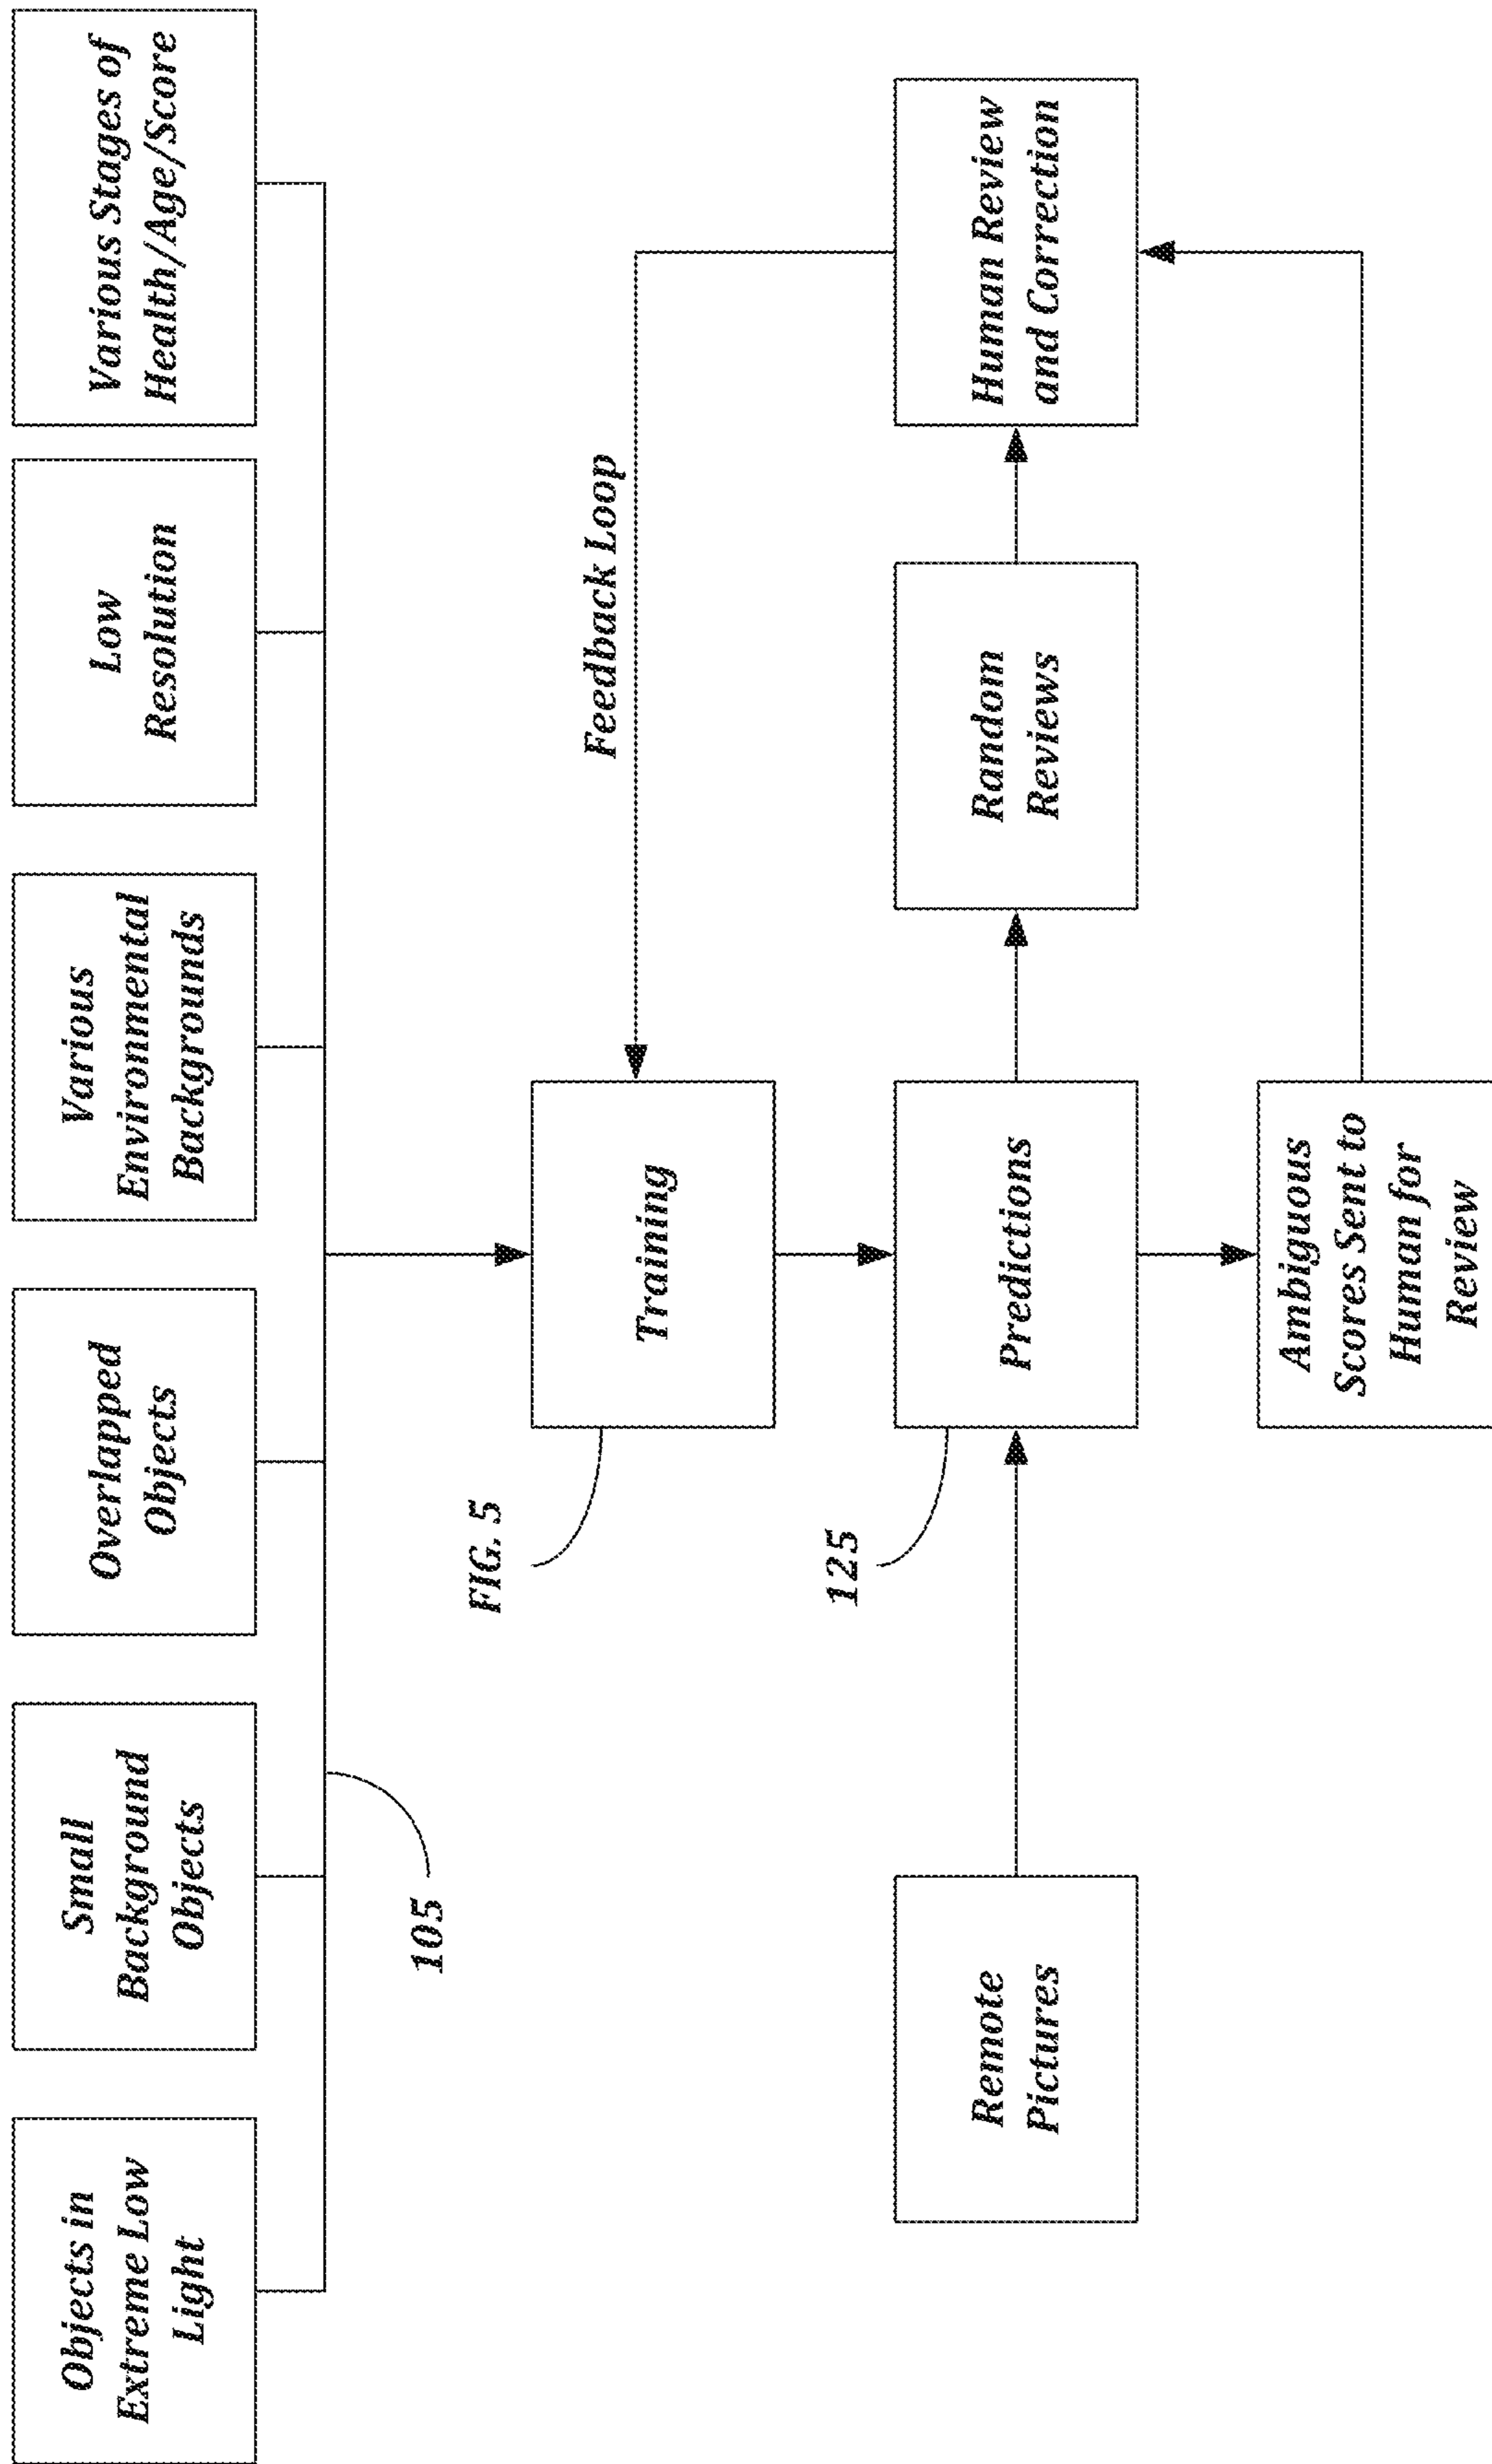 Objects in
Extreme Low
Light
Small
Background
Objects
Overlapped
Objects
Various
Environmental
Backgrounds
Low
Resolution
Various Stages of
Health/Age/Score
105
FIG. 5
Training
Feedback Loop
125
Remote
Pictures
Predictions
Random
Reviews
Human Review
and Correction
Ambiguous
Scores Sent to
Human for
Review